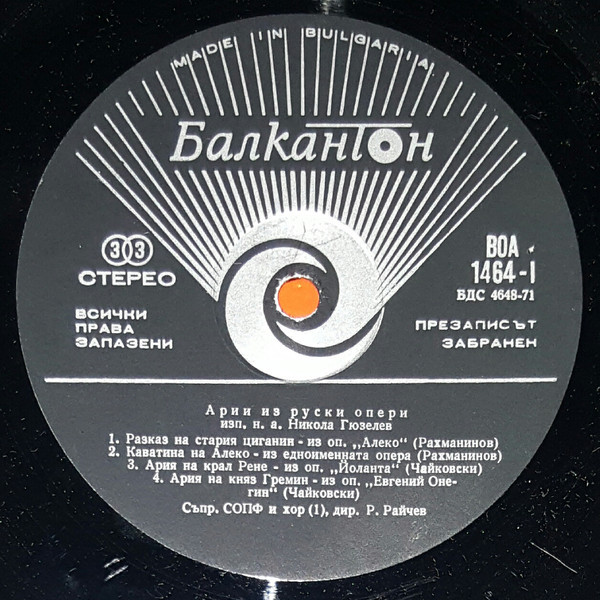 MADE IN BULGARIA
Балкантон
33
СТЕРЕО
ВСИЧКИ
ПРАВА
ЗАПАЗЕНИ
ВОА
1464-I
БДС 4648-71
ПРЕЗАПИСЪТ
ЗАБРАНЕН
Арии из руски опери
изп. н. а. Никола Гюзелев
1. Разказ на стария циганин - из оп. „Алеко“ (Рахманинов)
2. Каватина на Алеко - из едноименната опера (Рахманинов)
3. Ария на крал Рене - из оп. „Йоланта“ (Чайковски)
4. Ария на княз Гремин - из оп. „Евгений Оне-
гин“ (Чайковски)
Съпр. СОПФ и хор (1), дир. Р. Райчев